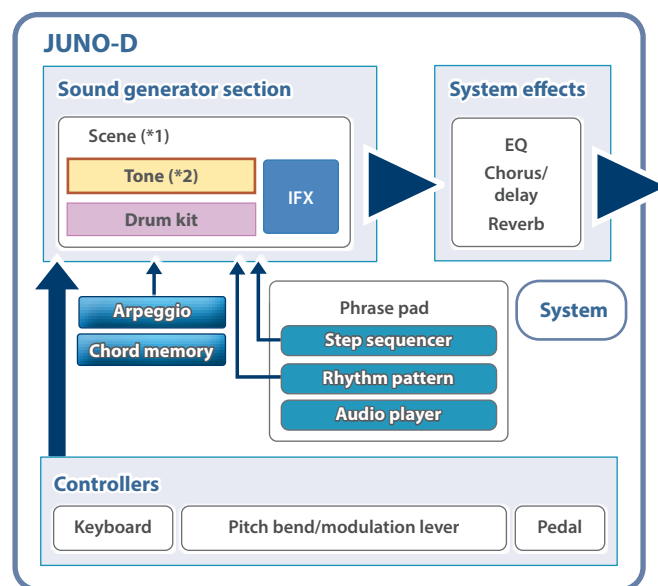 JUNO-D
Sound generator section
Scene (*1)
Tone (*2)
Drum kit
IFX
System effects
EQ
Chorus/
delay
Reverb
Arpeggio
Chord memory
Phrase pad
Step sequencer
Rhythm pattern
Audio player
System
Controllers
Keyboard
Pitch bend/modulation lever
Pedal